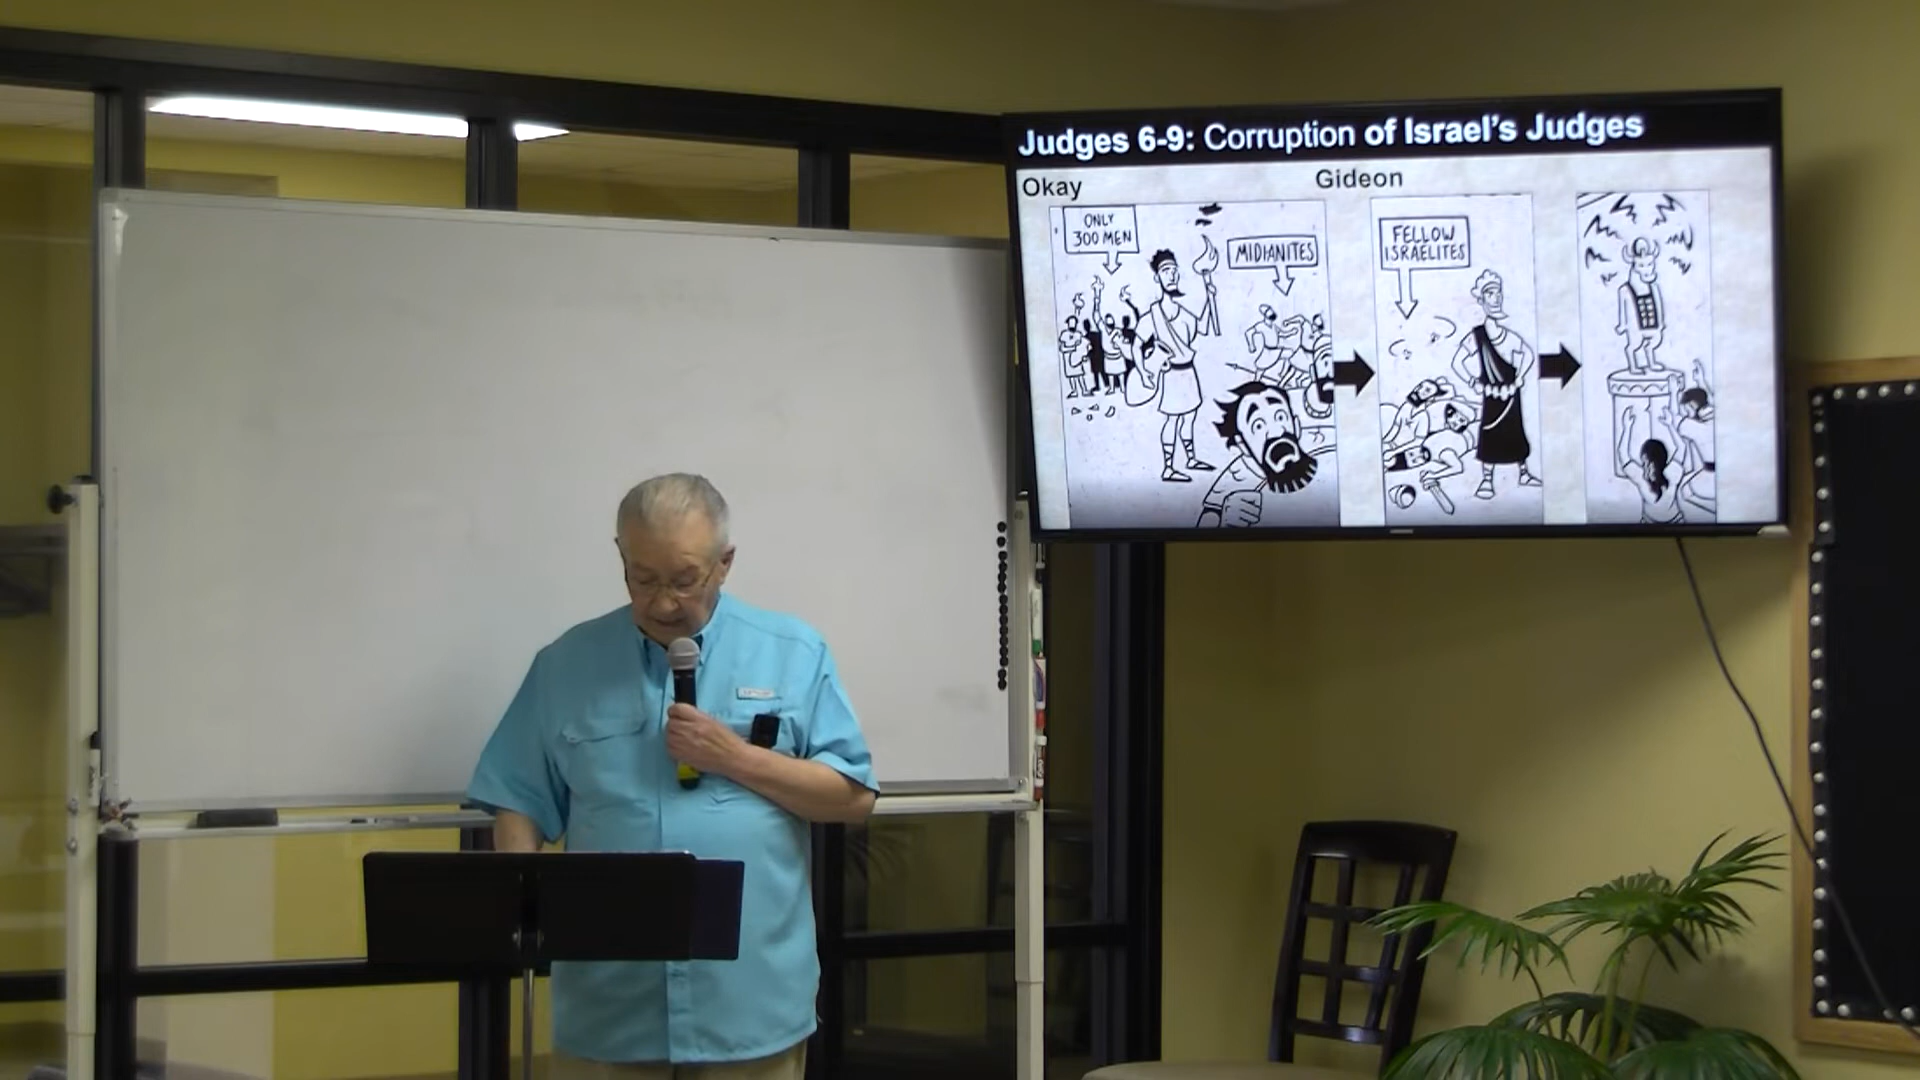 Judges 6-9: Corruption of Israel's Judges
Okay
Gideon
ONLY
300 MEN
MIDIANITES
FELLOW
ISRAELITES